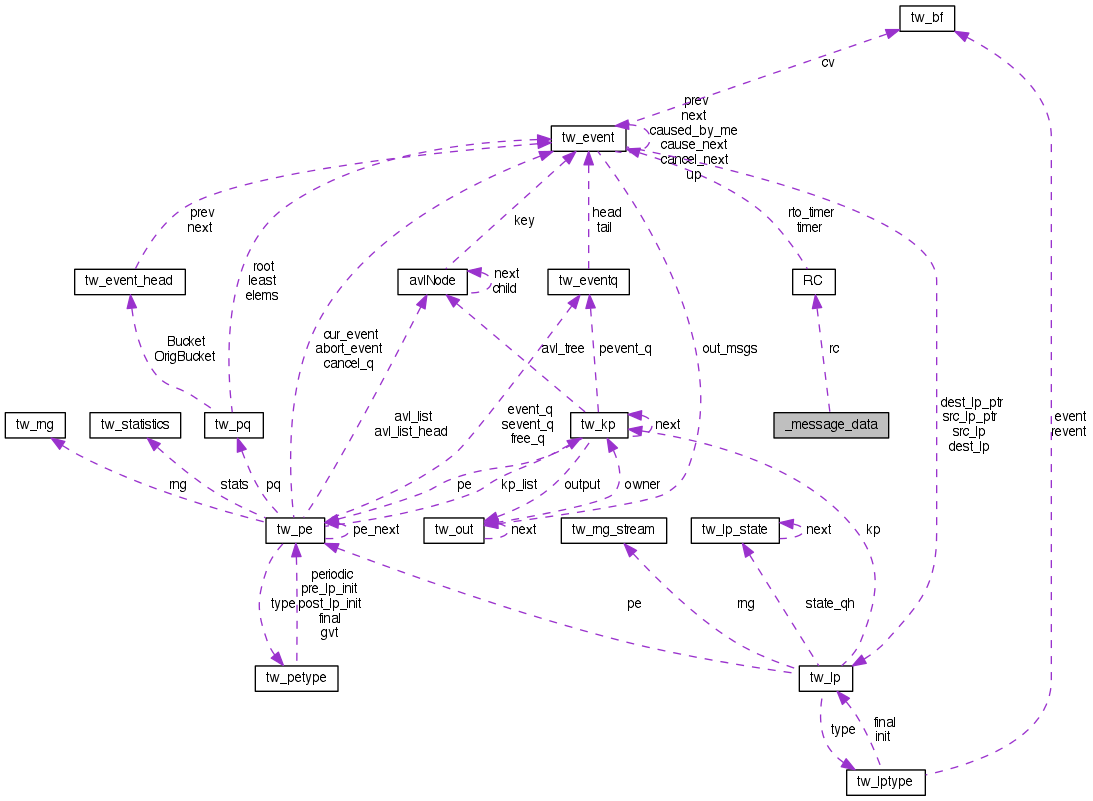 tw_bf
cv
prev
next
caused_by_me
cause_next
cancel_next
up
tw_event
prev
next
root
least
elems
key
head
tail
rto_timer
timer
tw_event_head
avlNode
next
child
tw_eventq
RC
Bucket
OrigBucket
cur_event
abort_event
cancel_q
avl_tree
pevent_q
out_msgs
rc
dest_lp_ptr
src_lp_ptr
src_lp
dest_lp
event
revent
avl_list
avl_list_head
event_q
sevent_q
free_q
tw_rng
tw_statistics
tw_pq
tw_kp
next
_message_data
rng
stats
pq
pe
kp_list
output
owner
kp
tw_pe
pe_next
tw_out
next
tw_rng_stream
tw_lp_state
next
type
periodic
pre_lp_init
post_lp_init
final
gvt
pe
rng
state_qh
tw_petype
tw_lp
type
final
init
tw_lptype